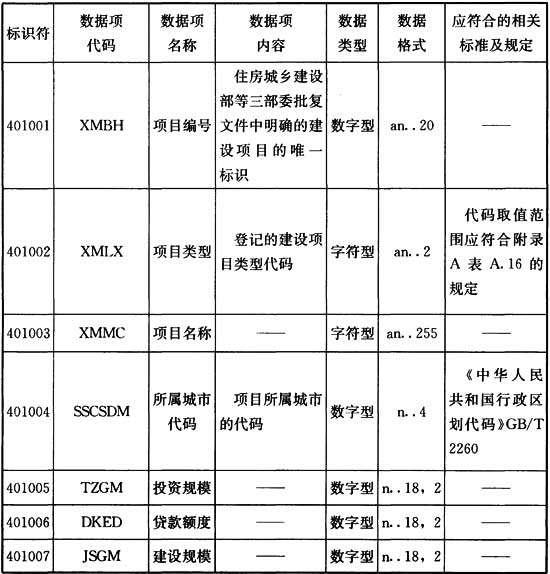 标识符 数据项代码 数据项名称 数据项内容 数据类型 数据格式 应符合的相关标准及规定
401001 XMBH 项目编号 住房城乡建设部等三部委批复文件中明确的建设项目的唯一标识 数字型 an..20 ——
401002 XMLX 项目类型 登记的建设项目类型代码 字符型 an..2 代码取值范围应符合附录A 表 A.16 的规定
401003 XMMC 项目名称 —— 字符型 an..255 ——
401004 SSCSDM 所属城市代码 项目所属城市的代码 数字型 n..4 《中华人民共和国行政区划代码》GB/T 2260
401005 TZGM 投资规模 —— 数字型 n..18，2 ——
401006 DKED 贷款额度 —— 数字型 n..18，2 ——
401007 JSGM 建设规模 —— 数字型 n..18，2 ——